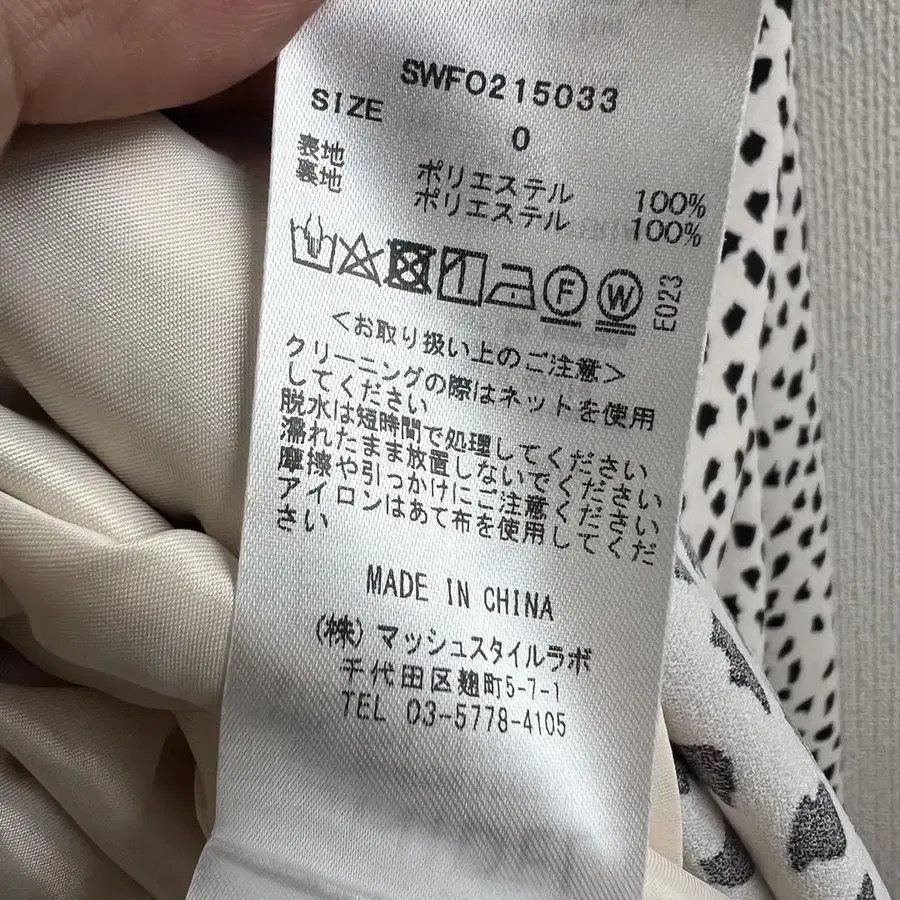 SWFO215033
SIZE
0
表地 ポリエステル 100%
裏地 ポリエステル 100%
F W E023
<お取り扱い上のご注意>
クリーニングの際はネットを使用
してください
脱水は短時間で処理してください
濡れたまま放置しないでください
摩擦や引っかけにご注意ください
アイロンはあて布を使用してくだ
さい
MADE IN CHINA
(株)マッシュスタイルラボ
千代田区麹町5-7-1
TEL 03-5778-4105